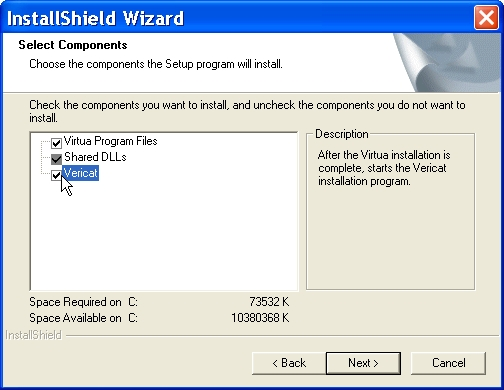 InstallShield Wizard
Select Components
Choose the components the Setup program will install.
Check the components you want to install, and uncheck the components you do not want to
install.
Virtua Program Files
Shared DLLs
Vericat
Description
After the Virtua installation is
complete, starts the Vericat
installation program.
Space Required on C: 73532 K
Space Available on C: 10380368 K
InstallShield
< Back Next > Cancel